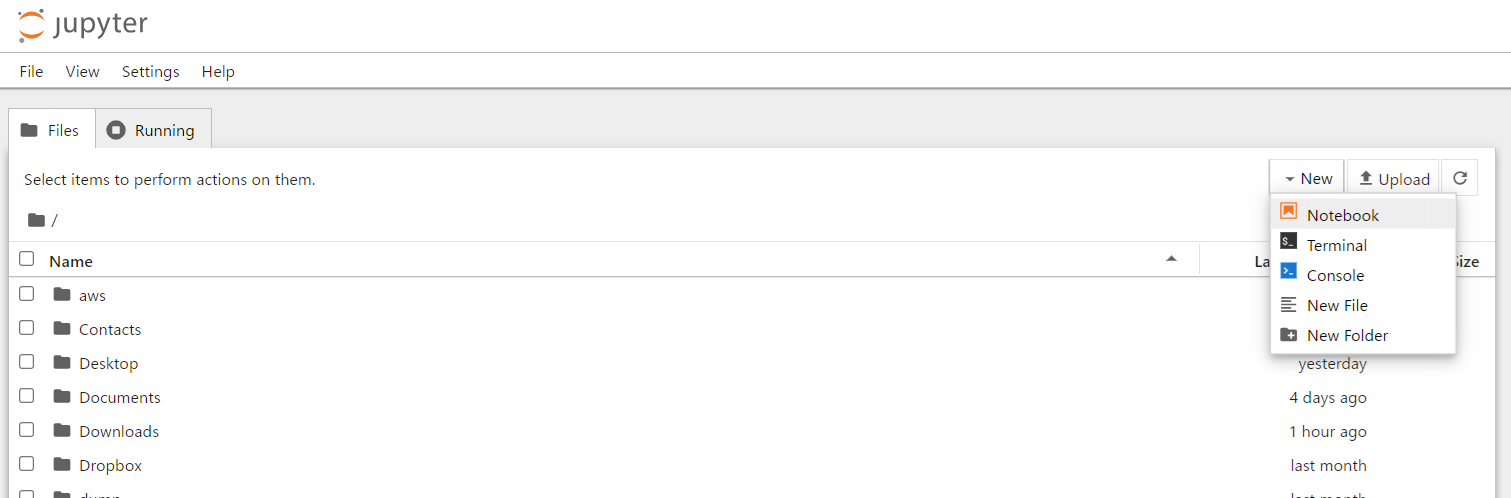 jupyter
File View Settings Help
Files Running
Select items to perform actions on them.
New Upload
/
Notebook
Terminal
Console
New File
New Folder
Name
aws
Contacts
Desktop yesterday
Documents 4 days ago
Downloads 1 hour ago
Dropbox last month